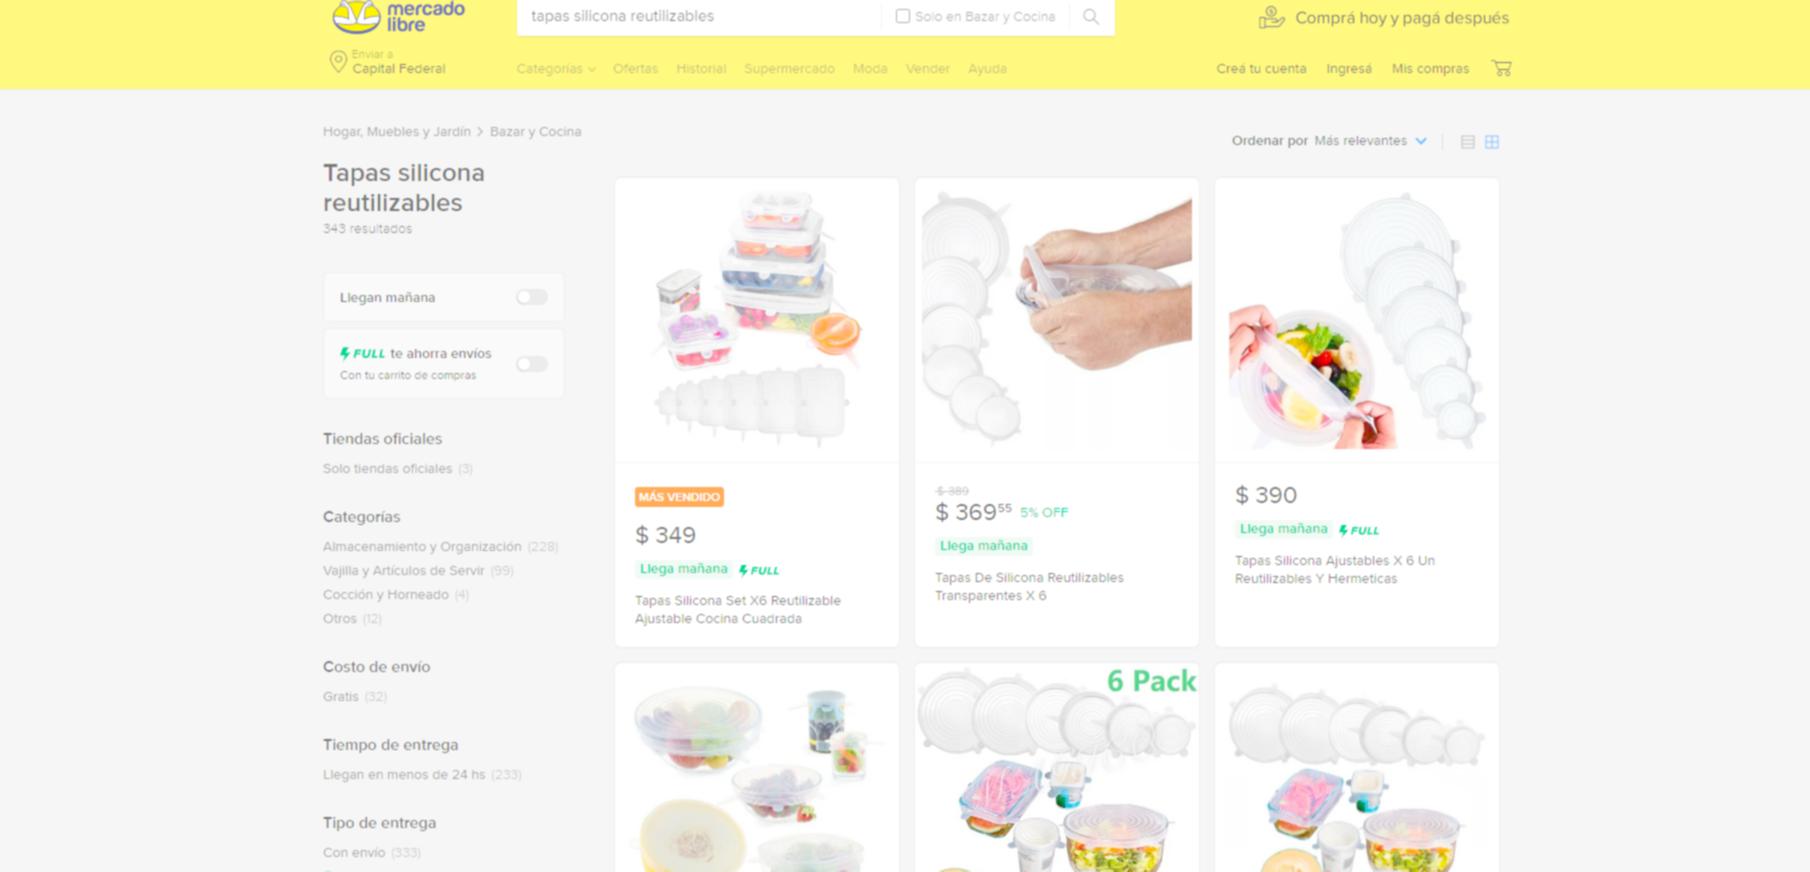 mercado
libre
tapas silicona reutilizables
Solo en Bazar y Cocina
Comprá hoy y pagá después
Enviar a
Capital Federal
Categorías Ofertas Historial Supermercado Moda Vender Ayuda
Creá tu cuenta Ingresá Mis compras
Hogar, Muebles y Jardín > Bazar y Cocina
Ordenar por Más relevantes
Tapas silicona
reutilizables
343 resultados
Llegan mañana
FULL te ahorra envíos
Con tu carrito de compras
Tiendas oficiales
Solo tiendas oficiales (3)
Categorías
Almacenamiento y Organización (228)
Vajilla y Artículos de Servir (99)
Cocción y Horneado (4)
Otros (12)
Costo de envío
Gratis (32)
Tiempo de entrega
Llegan en menos de 24 hs (233)
Tipo de entrega
Con envío (333)
MÁS VENDIDO
$ 349
Llega mañana FULL
Tapas Silicona Set X6 Reutilizable
Ajustable Cocina Cuadrada
$ 389
$ 369 55 5% OFF
Llega mañana
Tapas De Silicona Reutilizables
Transparentes X 6
$ 390
Llega mañana FULL
Tapas Silicona Ajustables X 6 Un
Reutilizables Y Hermeticas
6 Pack